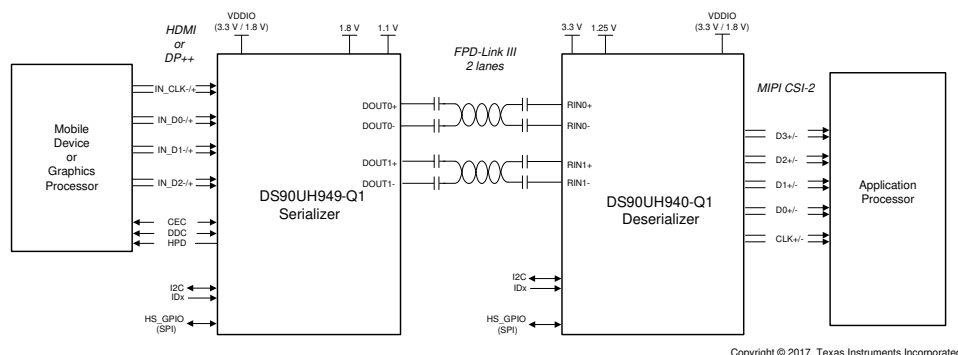 VDDIO
(3.3 V / 1.8 V)
1.8 V
1.1 V
HDMI
or
DP++
FPD-Link III
2 lanes
3.3 V
1.25 V
VDDIO
(3.3 V / 1.8 V)
MIPI CSI-2
Mobile
Device
or
Graphics
Processor
IN_CLK-/+
IN_D0-/+
IN_D1-/+
IN_D2-/+
CEC
DDC
HPD
I2C
IDx
HS_GPIO
(SPI)
DS90UH949-Q1
Serializer
DOUT0+
DOUT0-
DOUT1+
DOUT1-
RIN0+
RIN0-
RIN1+
RIN1-
DS90UH940-Q1
Deserializer
I2C
IDx
HS_GPIO
(SPI)
D3+/-
D2+/-
D1+/-
D0+/-
CLK+/-
Application
Processor
Copyright © 2017, Texas Instruments Incorporated